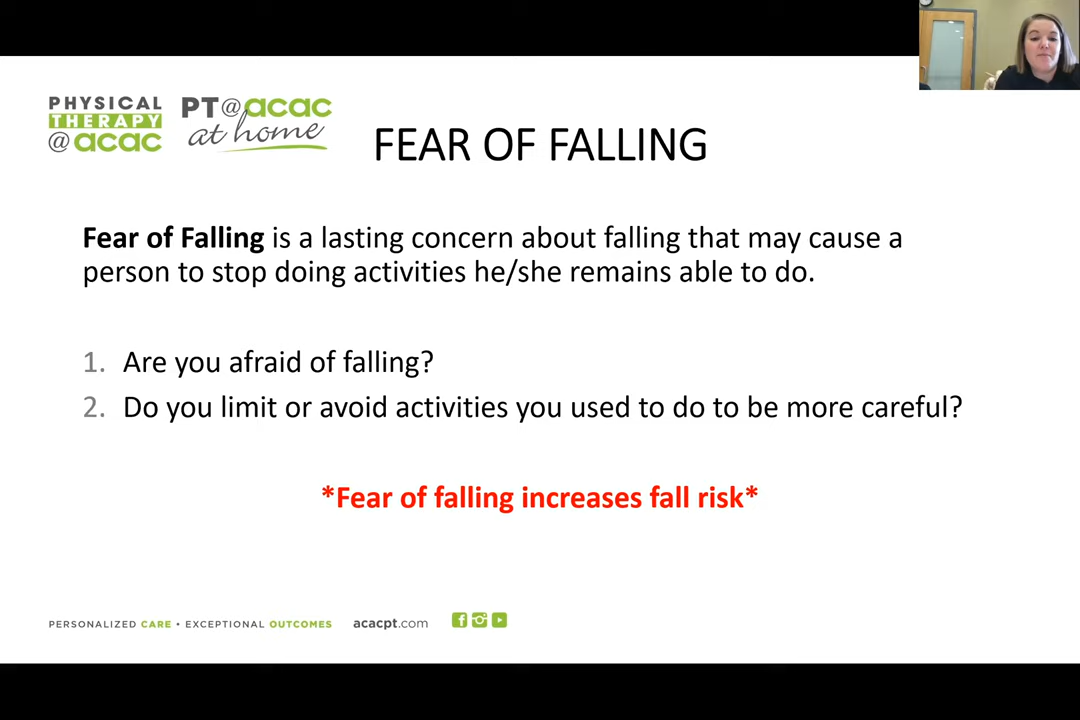 PHYSICAL
THERAPY
@acac
PT@acac
at home
FEAR OF FALLING
Fear of Falling is a lasting concern about falling that may cause a
person to stop doing activities he/she remains able to do.
1. Are you afraid of falling?
2. Do you limit or avoid activities you used to do to be more careful?
*Fear of falling increases fall risk*
PERSONALIZED CARE • EXCEPTIONAL OUTCOMES acacpt.com